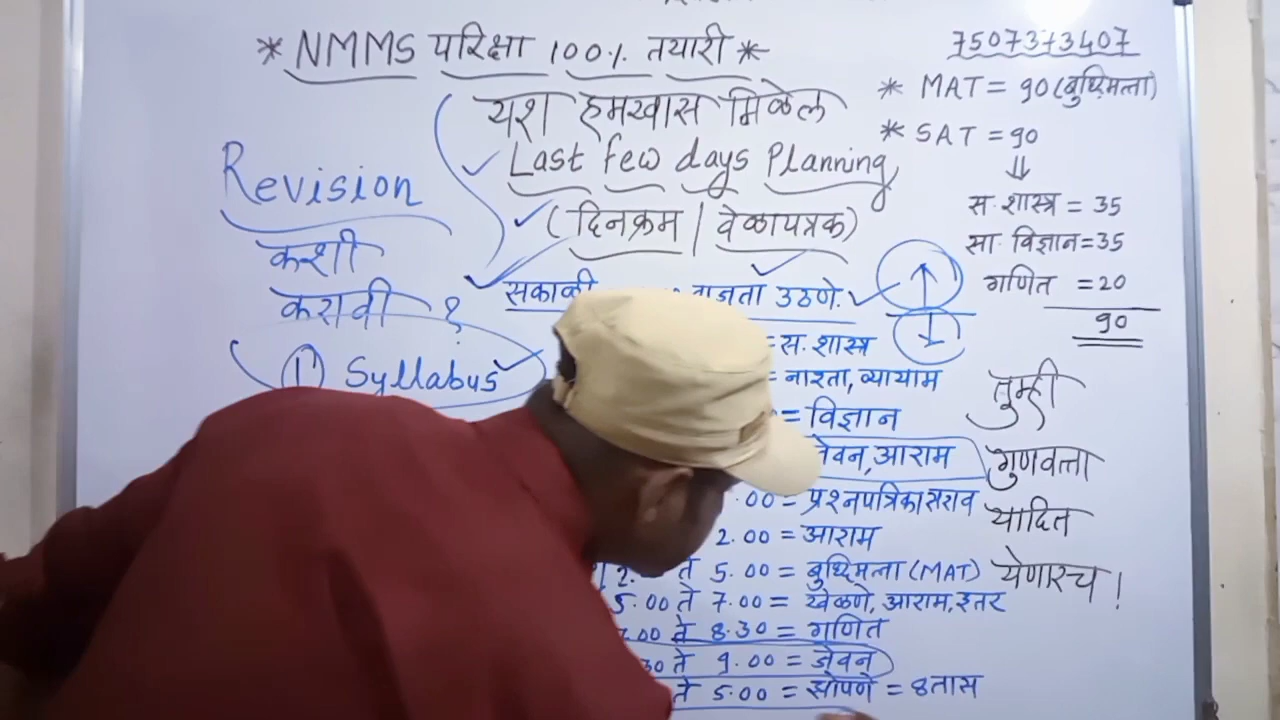 * NMMS परिक्षा 100% तयारी *
यश हमखास मिळेल
Last few days Planning
(दिनक्रम | वेळापत्रक)
सकाळी वाजता उठणे.
= स. शास्त्र
= नाश्ता, व्यायाम
= विज्ञान
जेवन, आराम
.00 = प्रश्नपत्रिका सराव
2.00 = आराम
ते 5.00 = बुध्दिमत्ता (MAT)
5.00 ते 7.00 = खेळणे, आराम, इतर
7.00 ते 8.30 = गणित
30 ते 9.00 = जेवन
ते 5.00 = झोपणे = 8 तास
Revision
कशी
करावी ?
① Syllabus
7507373407
* MAT = 90 (बुध्दिमत्ता)
* SAT = 90
⇓
स. शास्त्र = 35
सा. विज्ञान = 35
गणित = 20
90
↑
1
तुम्ही
गुणवत्ता
यादित
येणारच !